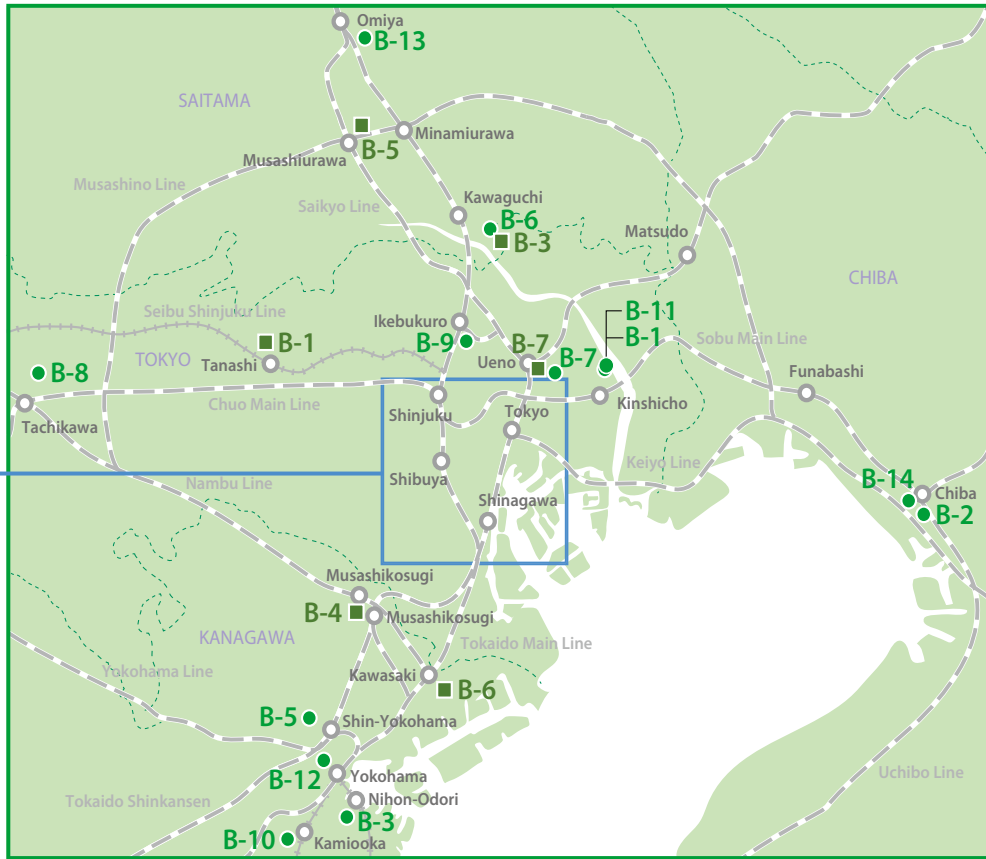 Omiya
B-13
SAITAMA
B-5
Minamiurawa
Musashiurawa
Musashino Line
Saikyo Line
Kawaguchi
B-6
B-3
Matsudo
CHIBA
Seibu Shinjuku Line
B-11
B-1
Ikebukuro
B-9
B-1
TOKYO
Tanashi
B-7
Ueno
B-7
Sobu Main Line
B-8
Funabashi
Tachikawa
Chuo Main Line
Shinjuku
Tokyo
Kinshicho
Shibuya
Keiyo Line
Nambu Line
B-14
Chiba
B-2
Shinagawa
Musashikosugi
B-4
Musashikosugi
KANAGAWA
Tokaido Main Line
Yokohama Line
Kawasaki
B-6
B-5
Shin-Yokohama
B-12
Yokohama
Uchibo Line
Tokaido Shinkansen
Nihon-Odori
B-3
B-10
Kamiooka